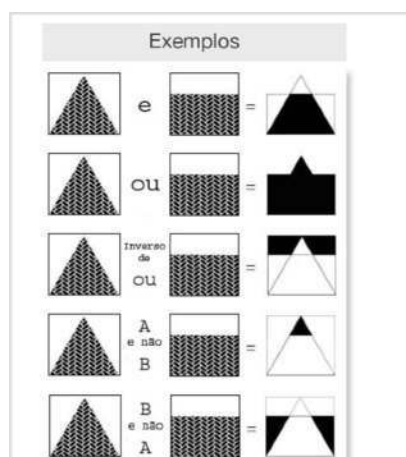 Exemplos
e
=
ou
=
Inverso
de
ou
=
A
e não
B
=
B
e não
A
=